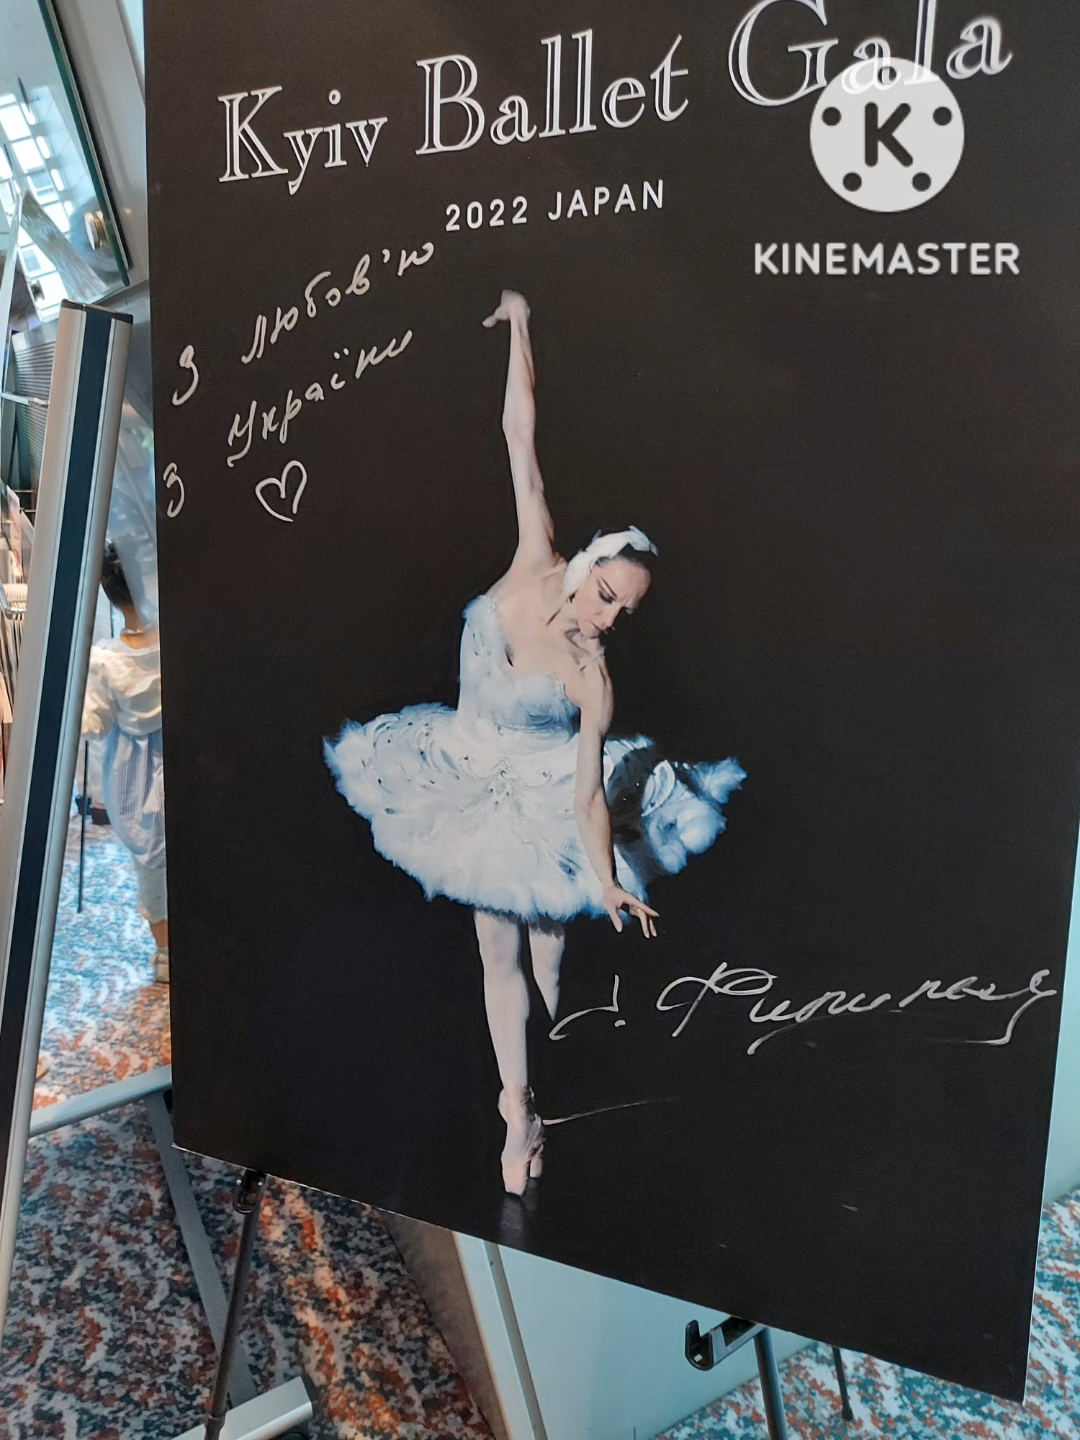 Kyiv Ballet Gala
2022 JAPAN
K
KINEMASTER
З Любов'ю
З України